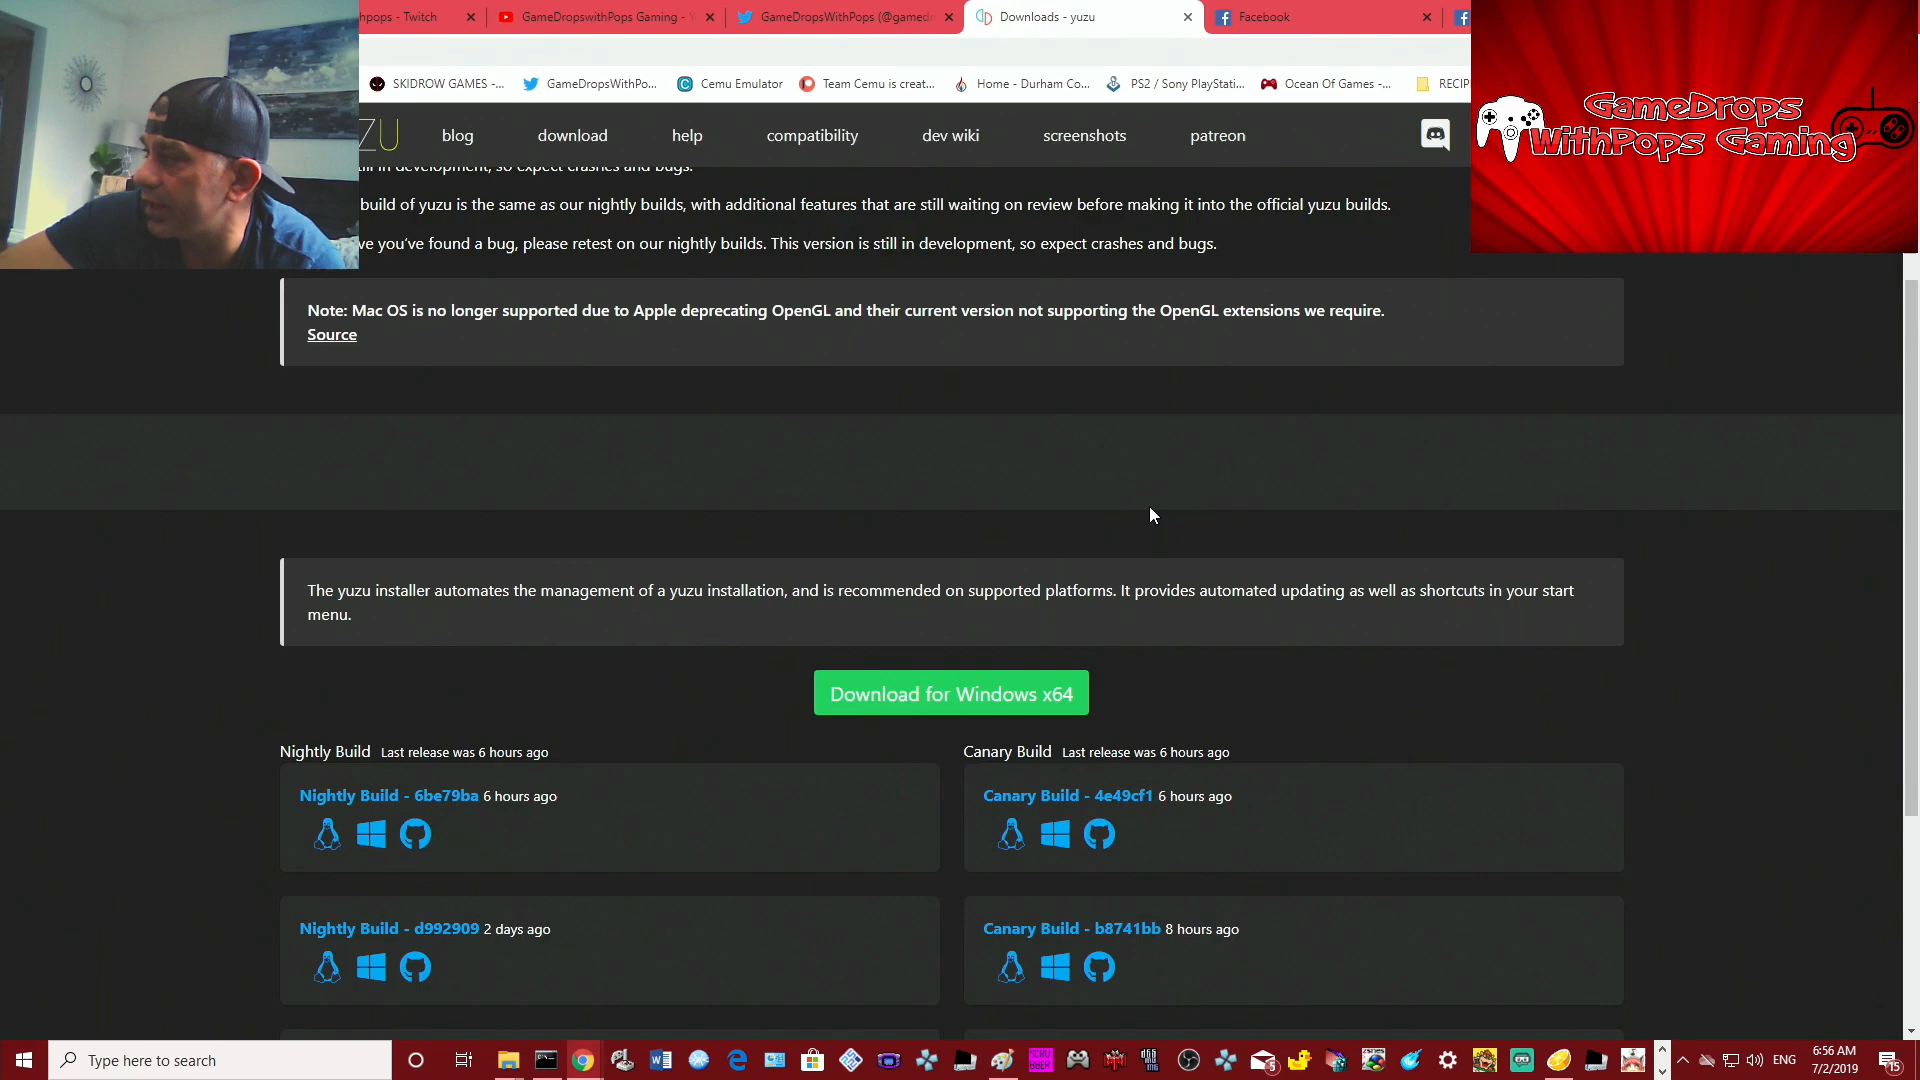 hpops - Twitch
GameDropswithPops Gaming - Y
GameDropsWithPops (@gamed
Downloads - yuzu
Facebook
SKIDROW GAMES -...
GameDropsWithPo...
Cemu Emulator
Team Cemu is creat...
Home - Durham Co...
PS2 / Sony PlayStati...
Ocean Of Games -...
RECIP
GameDrops
WithPops Gaming
ZU
blog
download
help
compatibility
dev wiki
screenshots
patreon
in development, so expect crashes and bugs.
build of yuzu is the same as our nightly builds, with additional features that are still waiting on review before making it into the official yuzu builds.
ve you've found a bug, please retest on our nightly builds. This version is still in development, so expect crashes and bugs.
Note: Mac OS is no longer supported due to Apple deprecating OpenGL and their current version not supporting the OpenGL extensions we require.
Source
The yuzu installer automates the management of a yuzu installation, and is recommended on supported platforms. It provides automated updating as well as shortcuts in your start
menu.
Download for Windows x64
Nightly Build Last release was 6 hours ago
Canary Build Last release was 6 hours ago
Nightly Build - 6be79ba 6 hours ago
Canary Build - 4e49cf1 6 hours ago
Nightly Build - d992909 2 days ago
Canary Build - b8741bb 8 hours ago
Type here to search
ENG
6:56 AM
7/2/2019
5
15